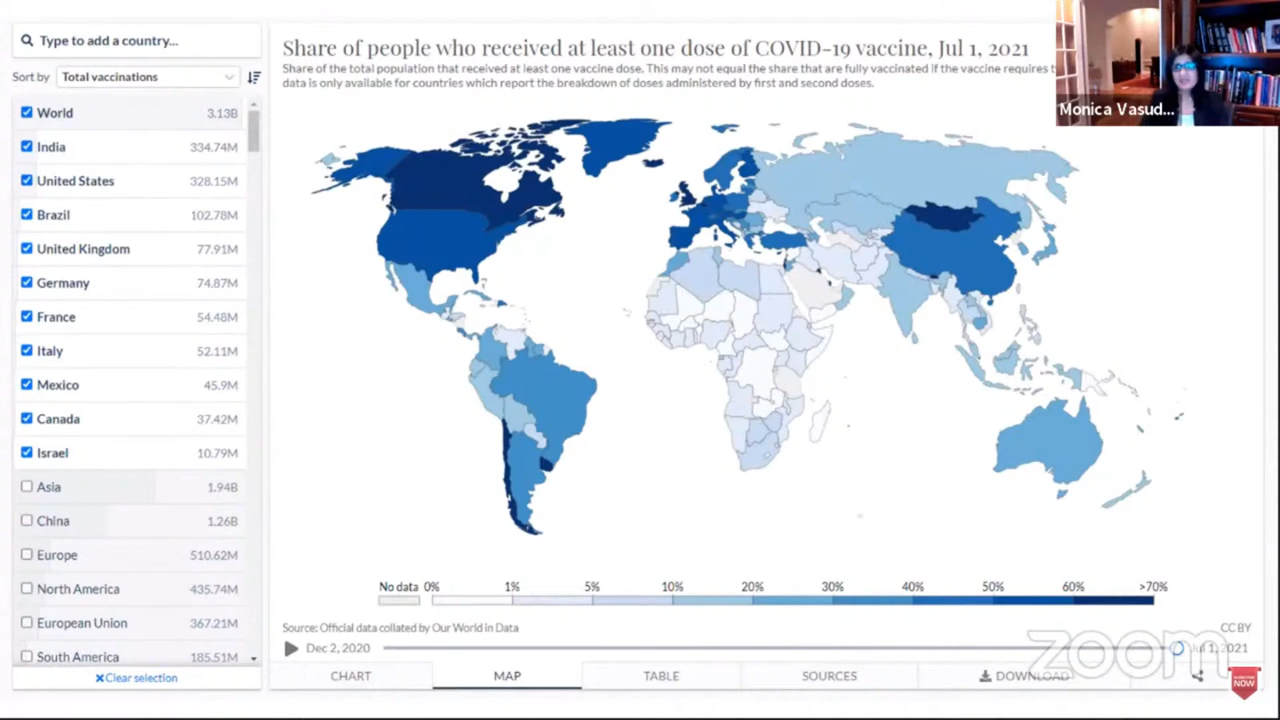 Type to add a country...
Sort by Total vaccinations
World 3.13B
India 334.74M
United States 328.15M
Brazil 102.78M
United Kingdom 77.91M
Germany 74.87M
France 54.48M
Italy 52.11M
Mexico 45.9M
Canada 37.42M
Israel 10.79M
Asia 1.94B
China 1.26B
Europe 510.62M
North America 435.74M
European Union 367.21M
South America 185.51M
Clear selection
Share of people who received at least one dose of COVID-19 vaccine, Jul 1, 2021
Share of the total population that received at least one vaccine dose. This may not equal the share that are fully vaccinated if the vaccine requires t
data is only available for countries which report the breakdown of doses administered by first and second doses.
Monica Vasud...
No data 0% 1% 5% 10% 20% 30% 40% 50% 60% >70%
Source: Official data collated by Our World in Data
CC BY
Dec 2, 2020
Jul 1, 2021
zoom
CHART MAP TABLE SOURCES DOWNLOAD
SUBSCRIBE
NOW